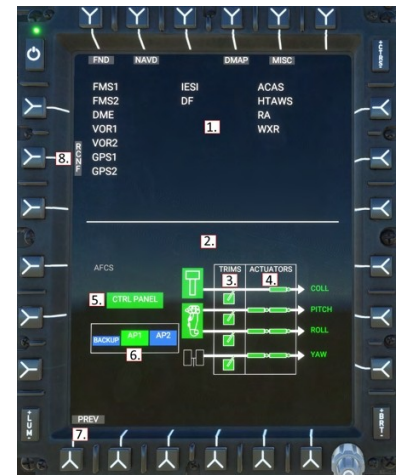 FND NAVD DMAP MISC
+CTRS-
FMS1 IESI ACAS
FMS2 DF HTAWS
DME RA
VOR1 1. WXR
VOR2
GPS1
GPS2
8. RCNF
2.
AFCS TRIMS ACTUATORS
3. 4.
COLL
5. CTRL PANEL
PITCH
BACKUP AP1 AP2
ROLL
6.
YAW
PREV
+LUM-
+BRT-
7.